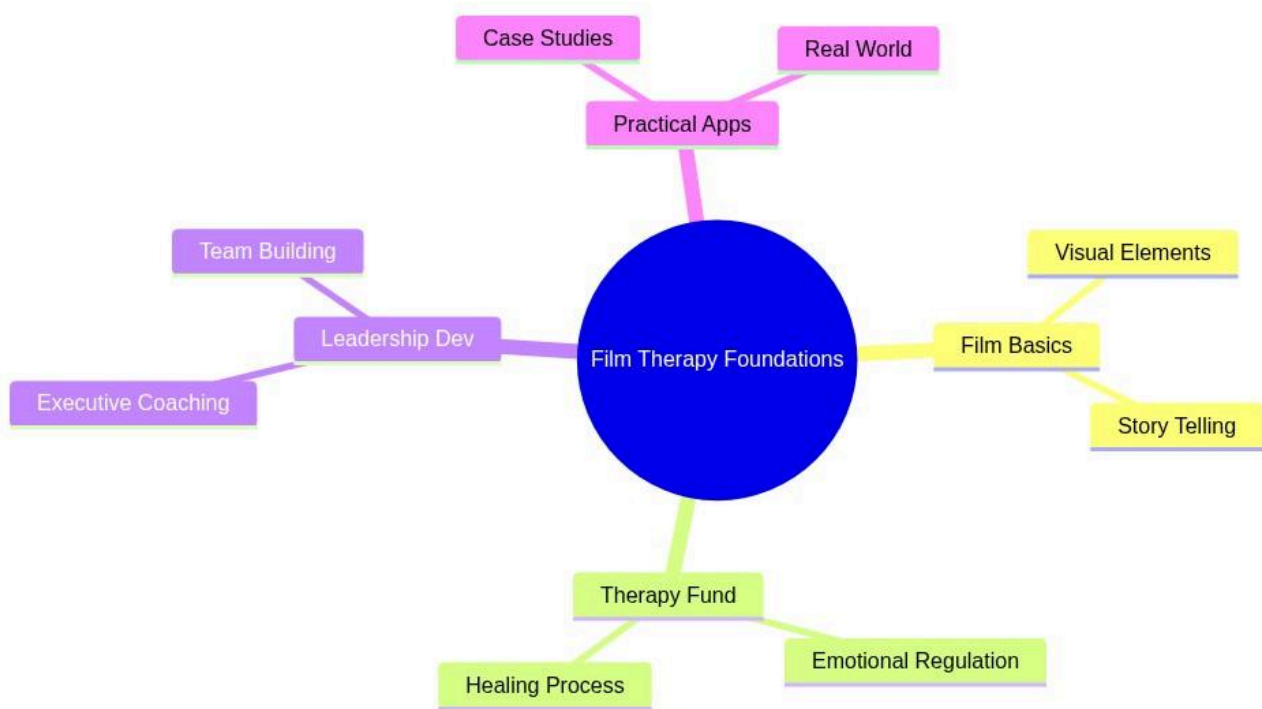 Case Studies
Real World
Practical Apps
Team Building
Visual Elements
Leadership Dev
Film Basics
Film Therapy Foundations
Executive Coaching
Story Telling
Therapy Fund
Emotional Regulation
Healing Process